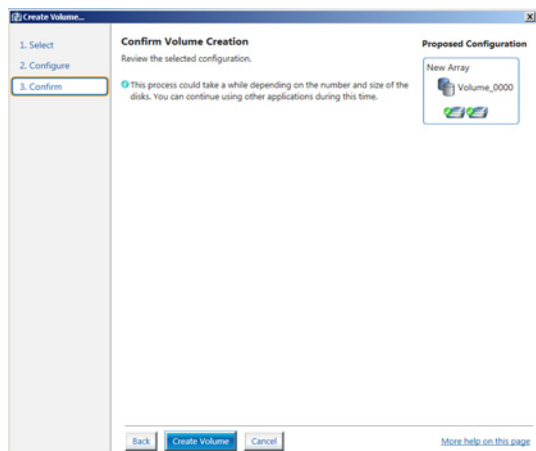 Create Volume...
1. Select
2. Configure
3. Confirm
Confirm Volume Creation
Review the selected configuration.
This process could take a while depending on the number and size of the
disks. You can continue using other applications during this time.
Proposed Configuration
New Array
Volume_0000
Back
Create Volume
Cancel
More help on this page